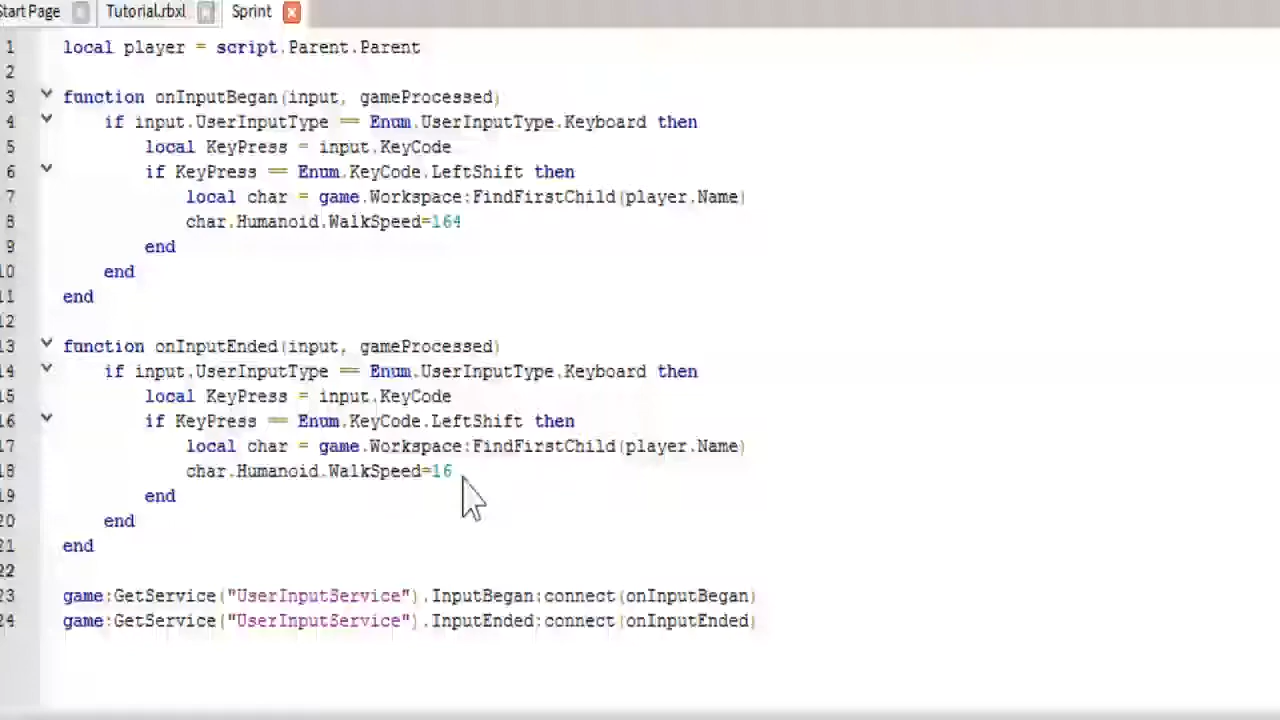 Start Page Tutorial.rbxl Sprint
1 local player = script.Parent.Parent
2
3 function onInputBegan(input, gameProcessed)
4 if input.UserInputType == Enum.UserInputType.Keyboard then
5 local KeyPress = input.KeyCode
6 if KeyPress == Enum.KeyCode.LeftShift then
7 local char = game.Workspace:FindFirstChild(player.Name)
8 char.Humanoid.WalkSpeed=164
9 end
10 end
11 end
12
13 function onInputEnded(input, gameProcessed)
14 if input.UserInputType == Enum.UserInputType.Keyboard then
15 local KeyPress = input.KeyCode
16 if KeyPress == Enum.KeyCode.LeftShift then
17 local char = game.Workspace:FindFirstChild(player.Name)
18 char.Humanoid.WalkSpeed=16
19 end
20 end
21 end
22
23 game:GetService("UserInputService").InputBegan:connect(onInputBegan)
24 game:GetService("UserInputService").InputEnded:connect(onInputEnded)